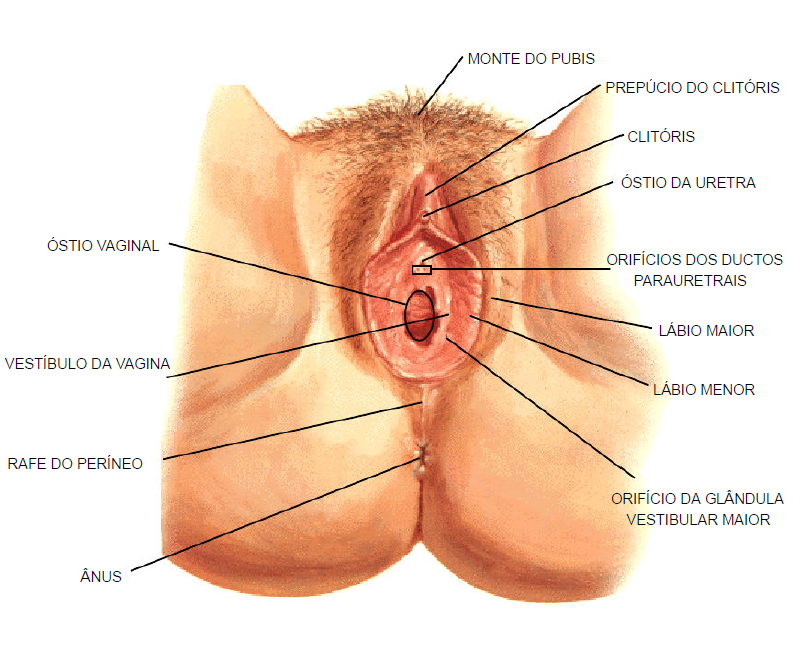 MONTE DO PUBIS
PREPÚCIO DO CLITÓRIS
CLITÓRIS
ÓSTIO DA URETRA
ÓSTIO VAGINAL
ORIFÍCIOS DOS DUCTOS
PARAURETRAIS
LÁBIO MAIOR
VESTÍBULO DA VAGINA
LÁBIO MENOR
RAFE DO PERÍNEO
ORIFÍCIO DA GLÂNDULA
VESTIBULAR MAIOR
ÂNUS